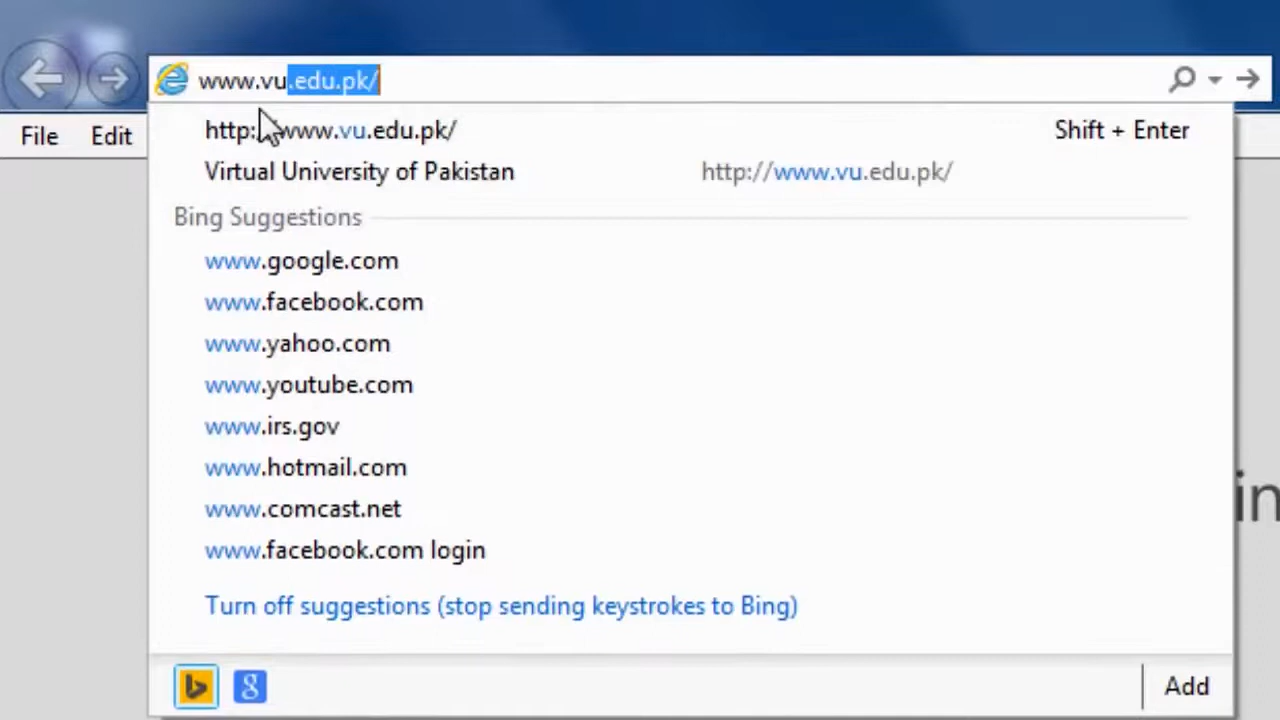 www.vu.edu.pk/
File Edit
http://www.vu.edu.pk/ Shift + Enter
Virtual University of Pakistan http://www.vu.edu.pk/
Bing Suggestions
www.google.com
www.facebook.com
www.yahoo.com
www.youtube.com
www.irs.gov
www.hotmail.com
www.comcast.net
www.facebook.com login
Turn off suggestions (stop sending keystrokes to Bing)
Add